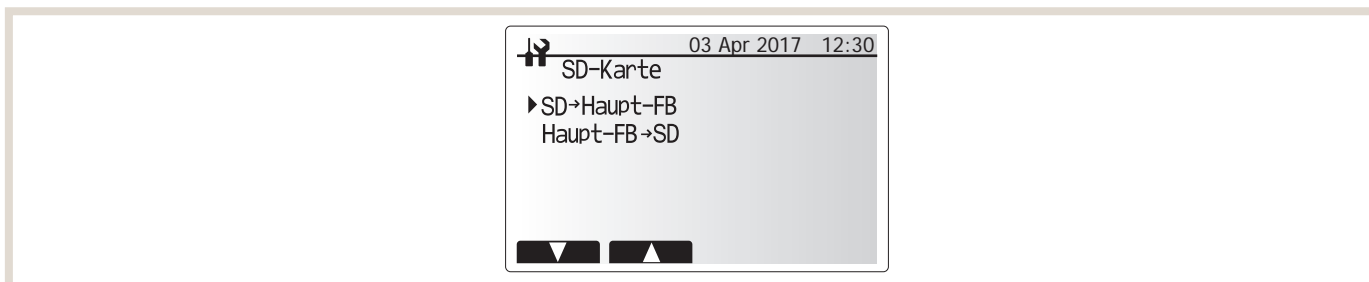 03 Apr 2017 12:30
SD-Karte
SD→Haupt-FB
Haupt-FB→SD